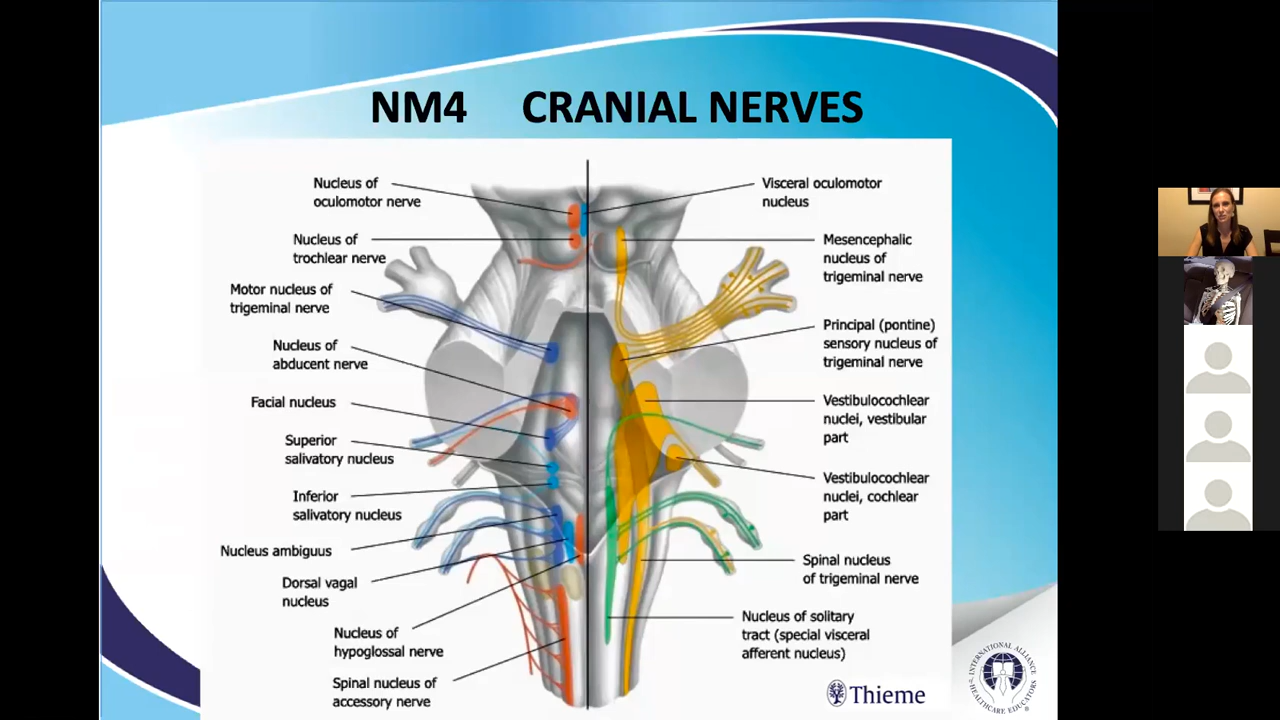 NM4 CRANIAL NERVES
Nucleus of
oculomotor nerve
Nucleus of
trochlear nerve
Motor nucleus of
trigeminal nerve
Nucleus of
abducent nerve
Facial nucleus
Superior
salivatory nucleus
Inferior
salivatory nucleus
Nucleus ambiguus
Dorsal vagal
nucleus
Nucleus of
hypoglossal nerve
Spinal nucleus of
accessory nerve
Visceral oculomotor
nucleus
Mesencephalic
nucleus of
trigeminal nerve
Principal (pontine)
sensory nucleus of
trigeminal nerve
Vestibulocochlear
nuclei, vestibular
part
Vestibulocochlear
nuclei, cochlear
part
Spinal nucleus
of trigeminal nerve
Nucleus of solitary
tract (special visceral
afferent nucleus)
Thieme
INTERNATIONAL ALLIANCE
HEALTHCARE EDUCATORS